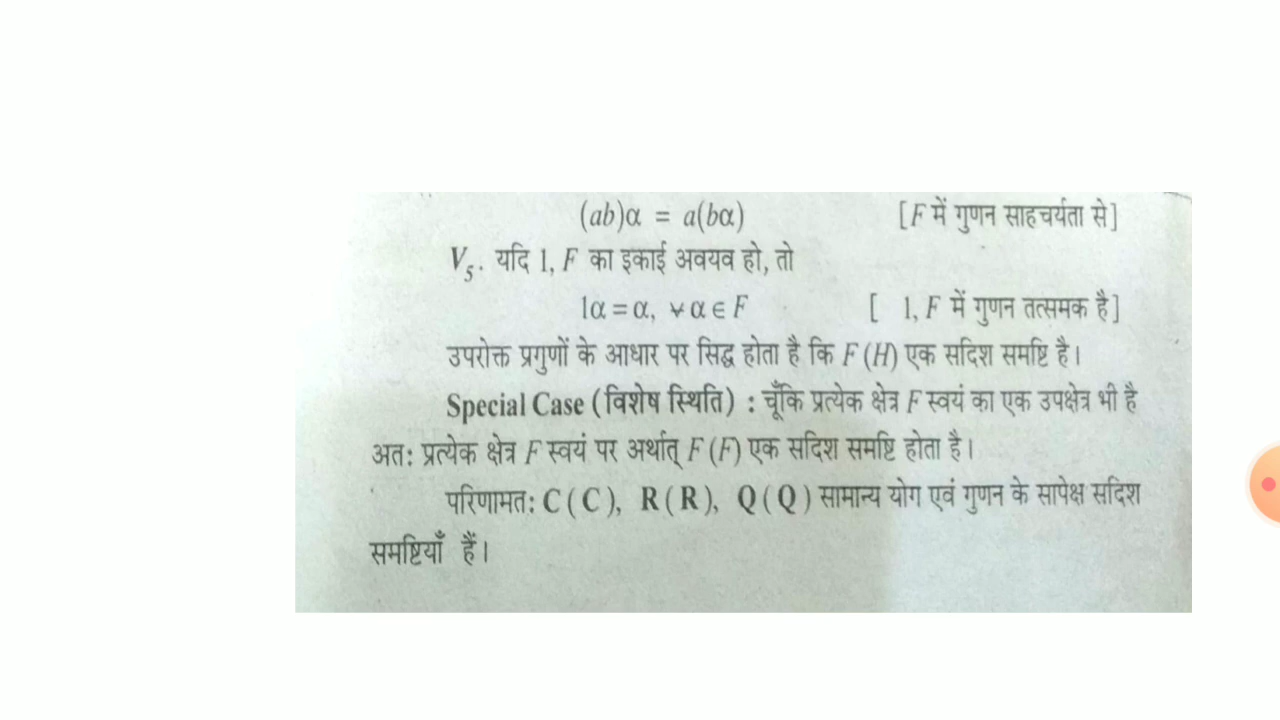 (ab)α = a(bα) [F में गुणन साहचर्यता से]
V₅. यदि 1, F का इकाई अवयव हो, तो
1α = α, ∀ α ∈ F [ 1, F में गुणन तत्समक है]
उपरोक्त प्रगुणों के आधार पर सिद्ध होता है कि F (H) एक सदिश समष्टि है।
Special Case (विशेष स्थिति) : चूँकि प्रत्येक क्षेत्र F स्वयं का एक उपक्षेत्र भी है
अतः प्रत्येक क्षेत्र F स्वयं पर अर्थात् F (F) एक सदिश समष्टि होता है।
परिणामतः C (C), R (R), Q (Q) सामान्य योग एवं गुणन के सापेक्ष सदिश
समष्टियाँ हैं।